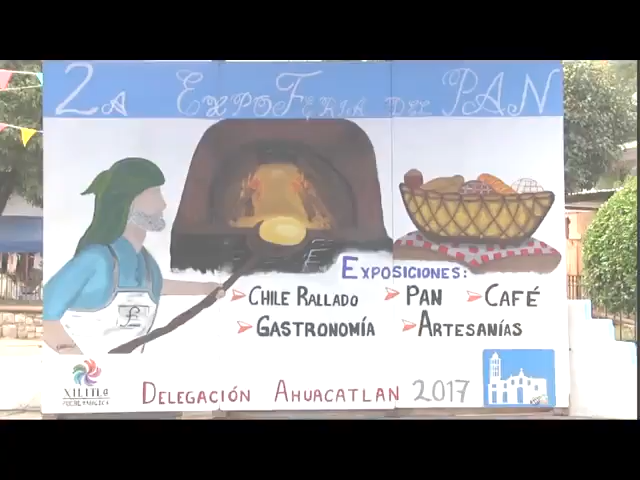 2A EXPOFERIA DEL PAN
EXPOSICIONES:
CHILE RALLADO PAN CAFÉ
GASTRONOMÍA ARTESANÍAS
XILITLA
DELEGACIÓN AHUACATLAN 2017